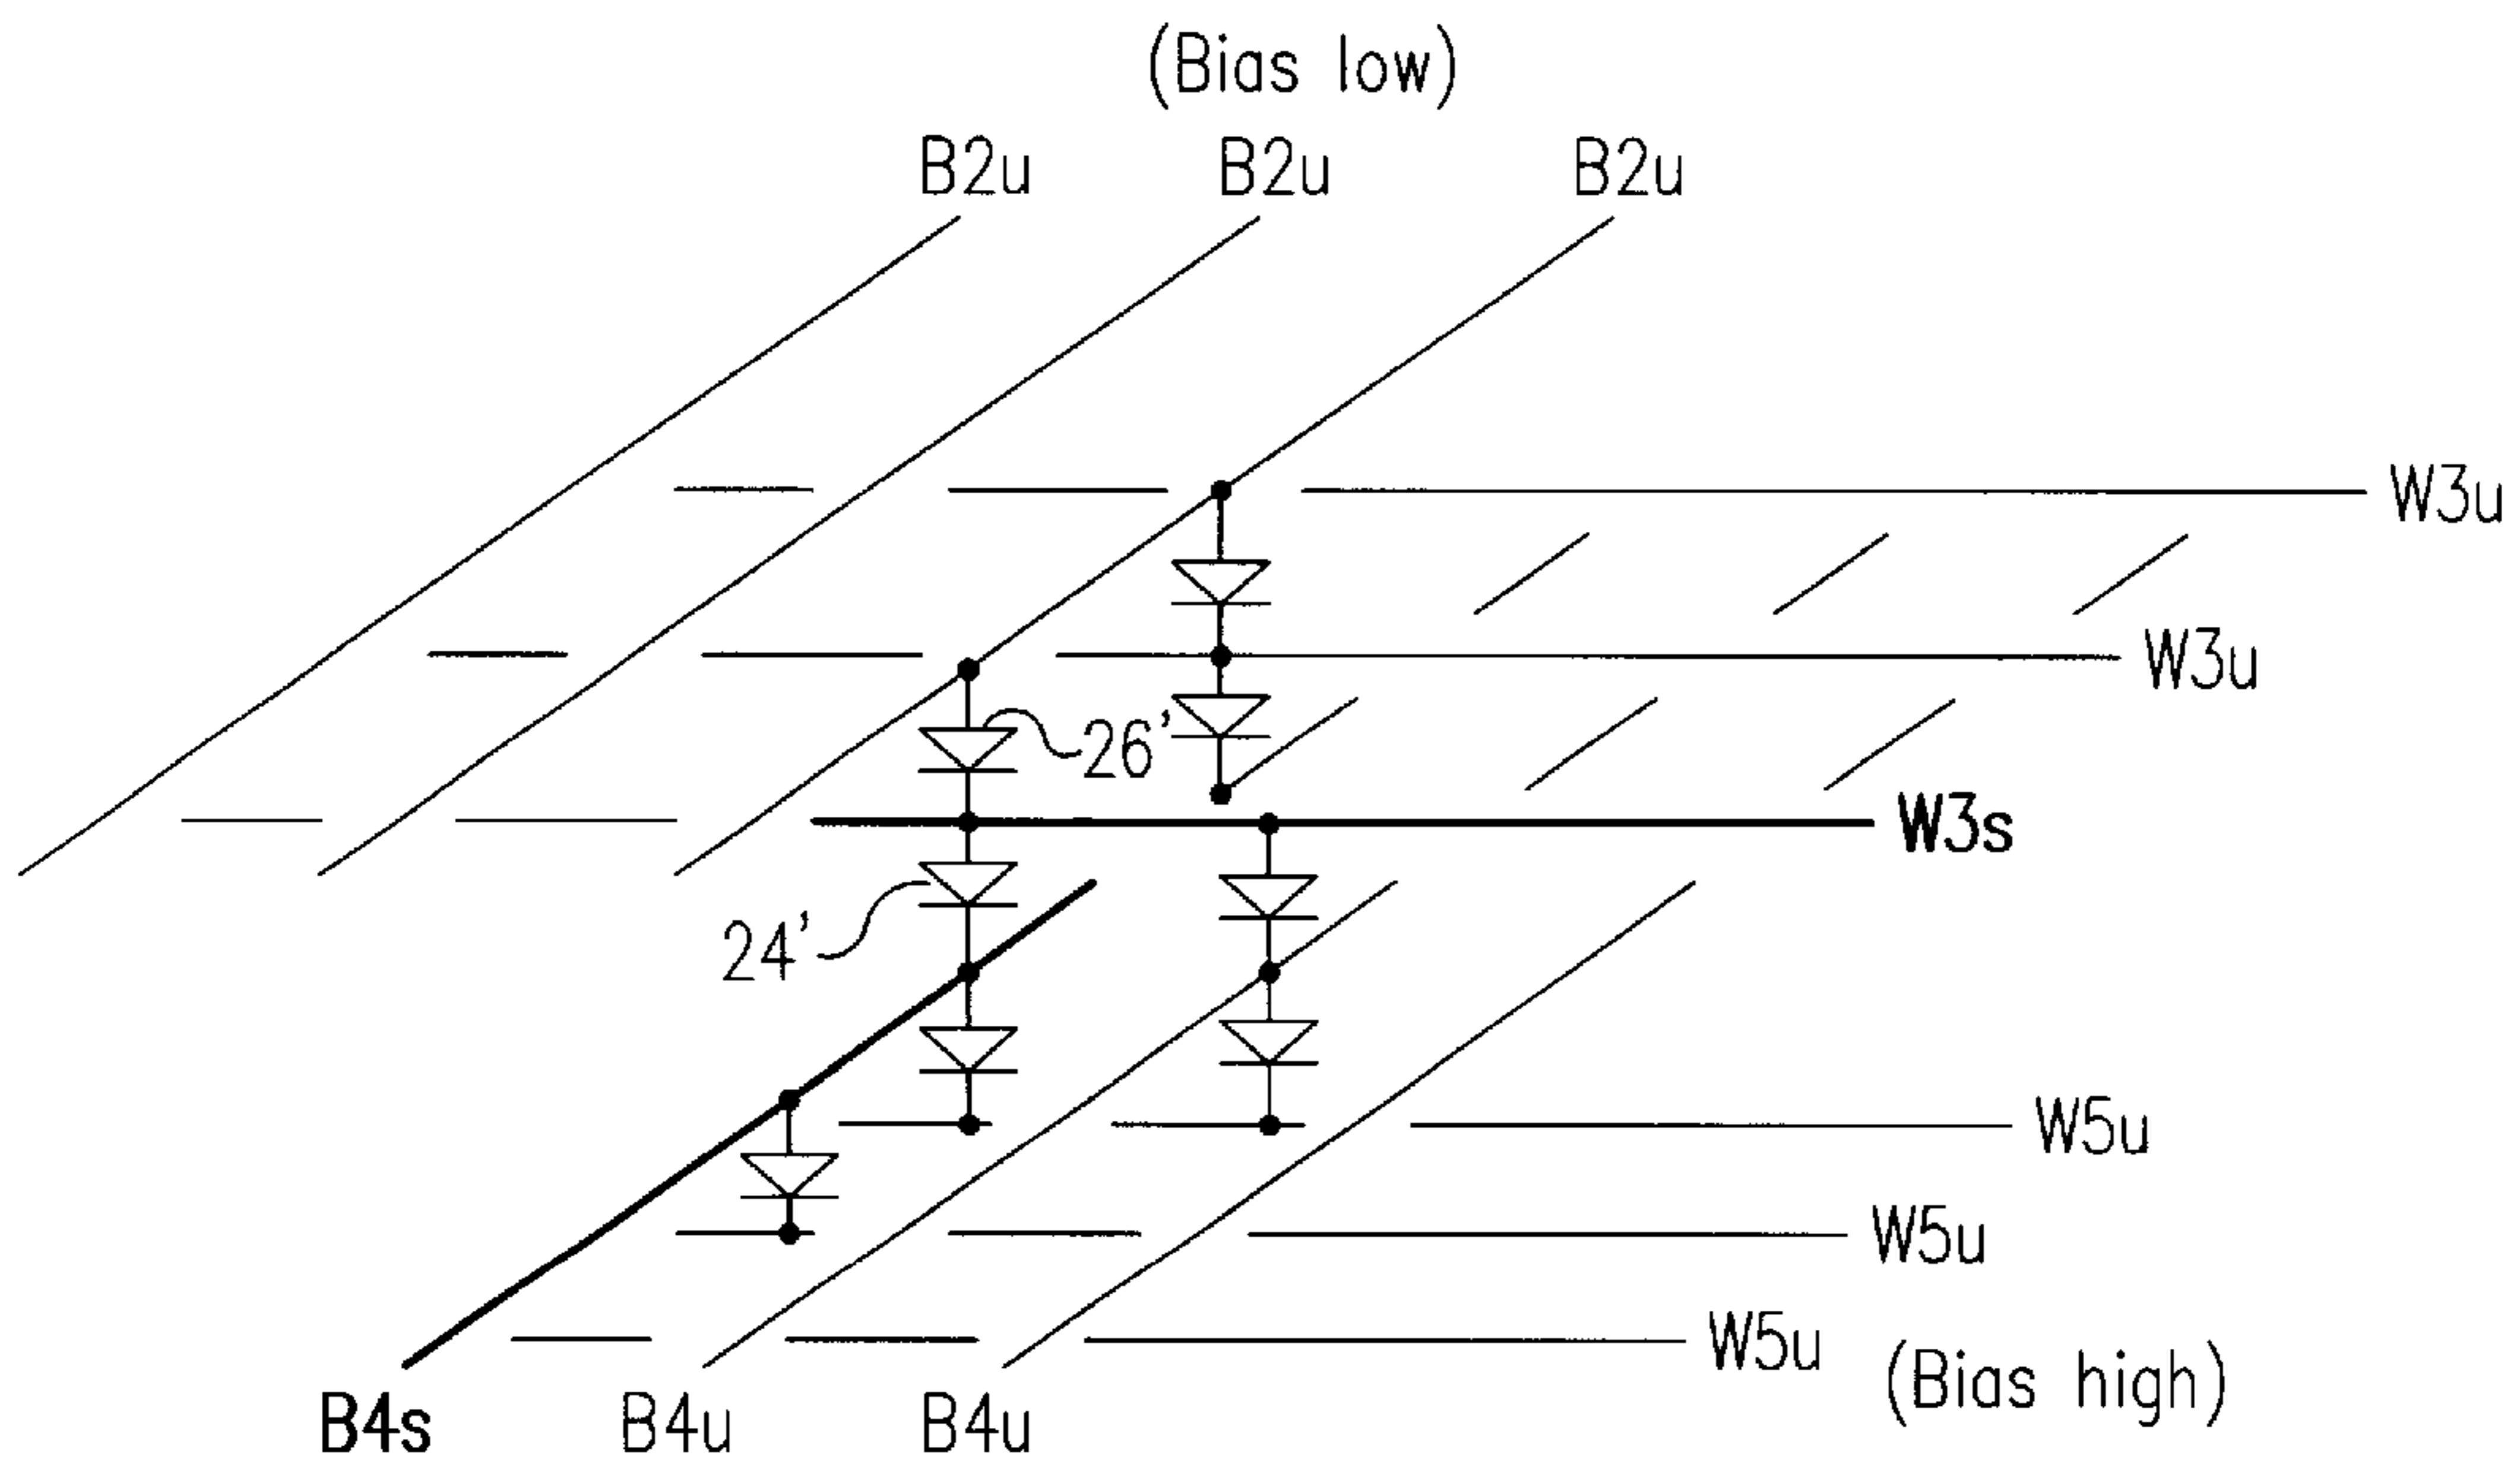 (Bias low)
B2u B2u B2u
W3u
W3u
26'
W3s
24'
W5u
W5u
W5u
(Bias high)
B4s B4u B4u